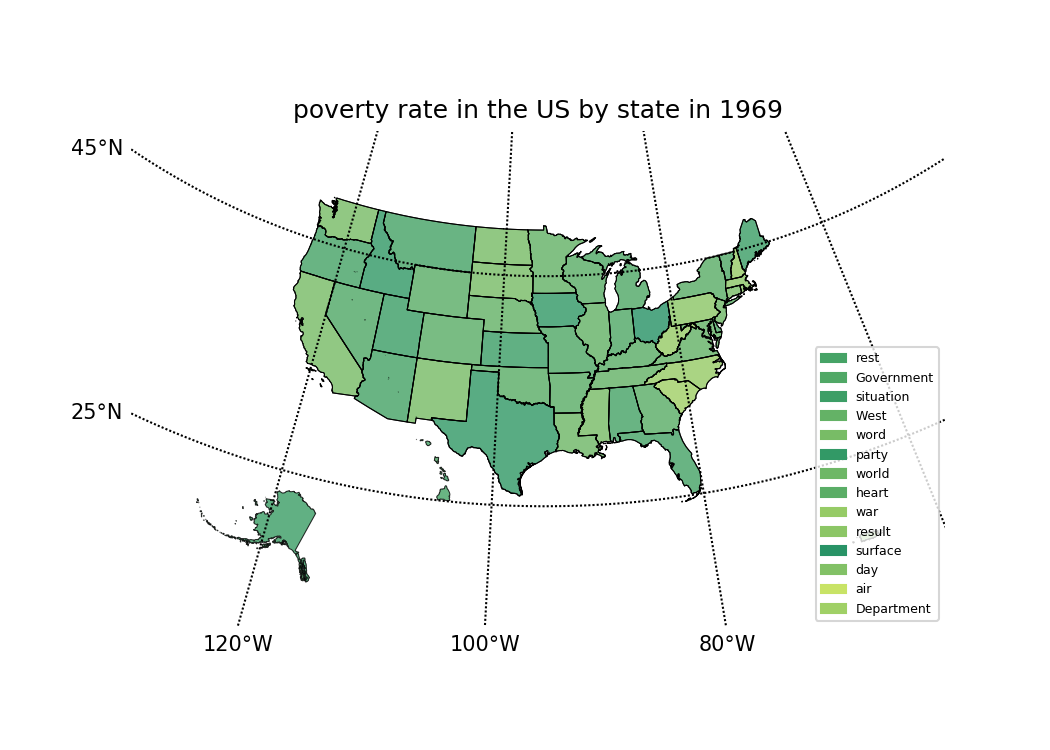 poverty rate in the US by state in 1969
45°N
25°N
rest
Government
situation
West
word
party
world
heart
war
result
surface
day
air
Department
120°W
100°W
80°W